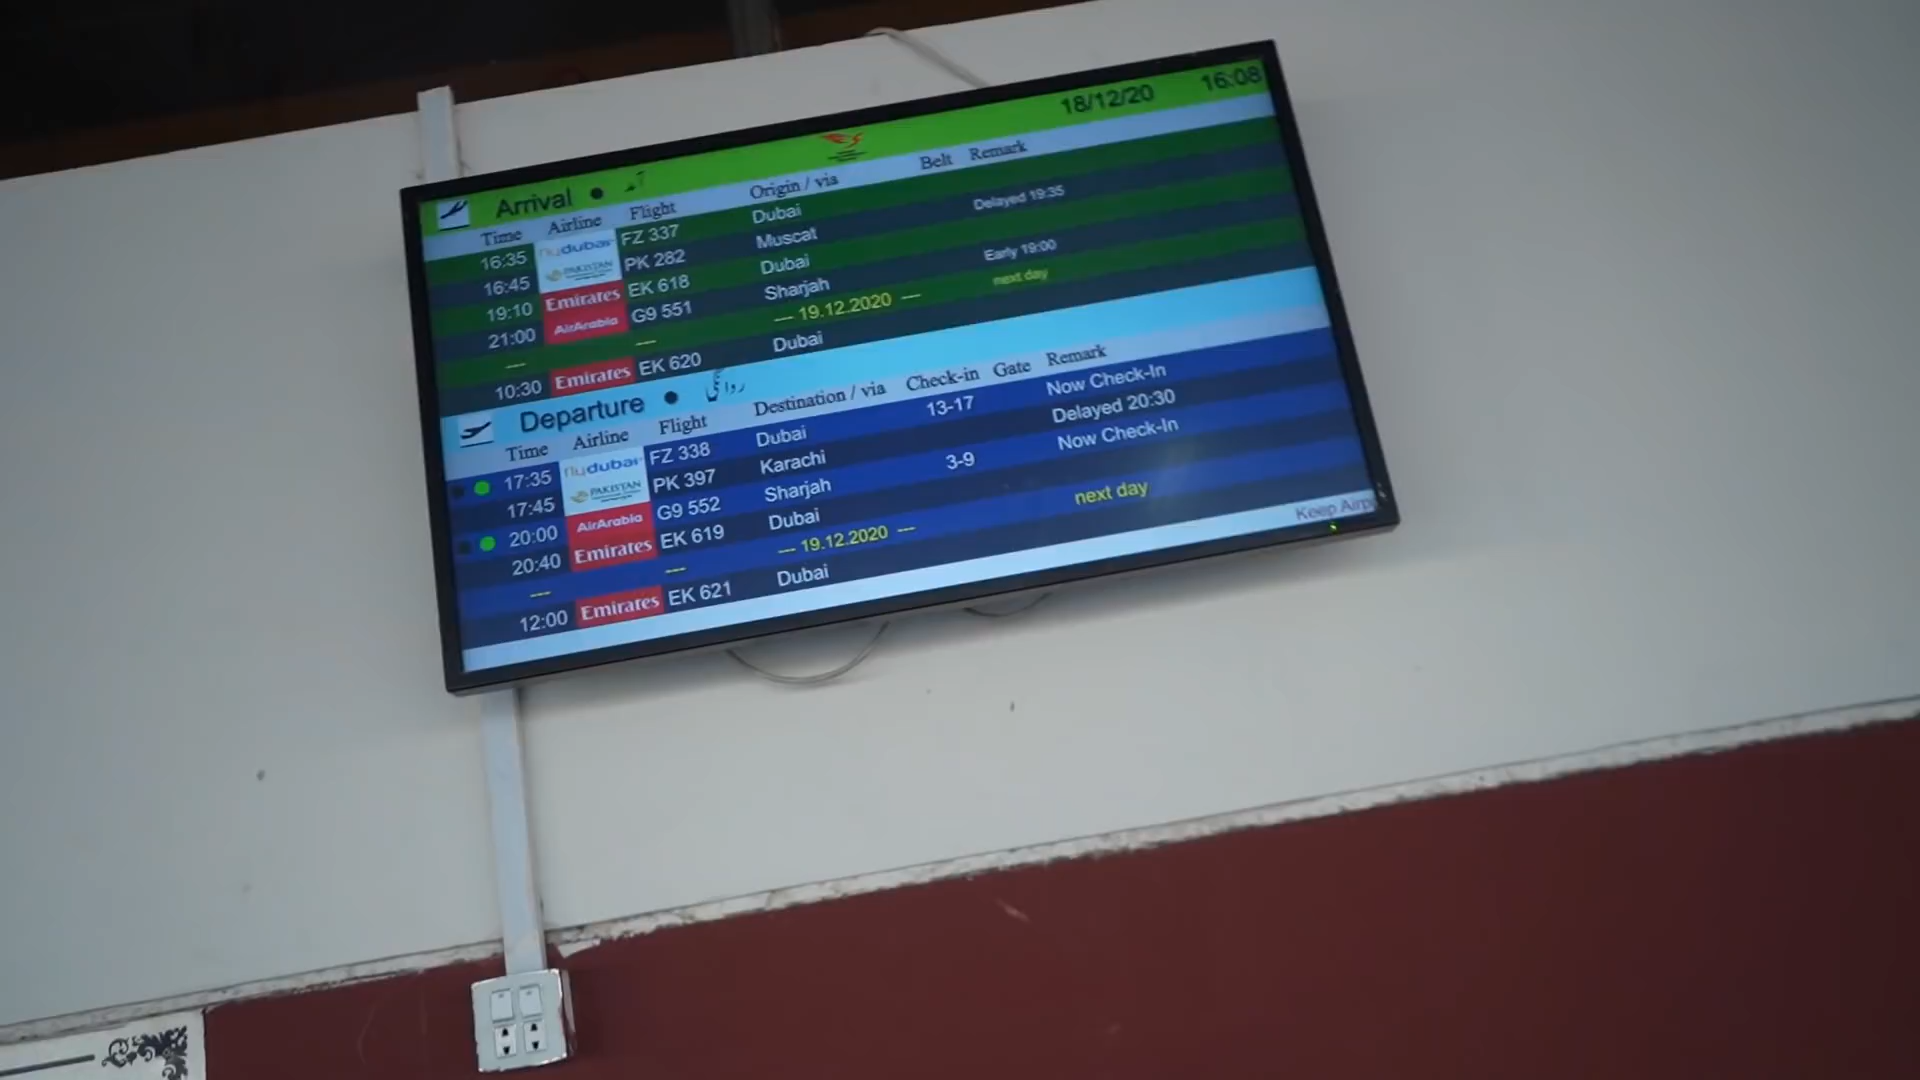 18/12/20 16:08
Arrival ● آمد
Time Airline Flight Origin / via Belt Remark
16:35 flydubai FZ 337 Dubai
16:45 PAKISTAN PK 282 Muscat Delayed 19:35
19:10 Emirates EK 618 Dubai
21:00 AirArabia G9 551 Sharjah Early 19:00
--- --- --- 19.12.2020 --- next day
10:30 Emirates EK 620 Dubai
Departure ● روانگی
Time Airline Flight Destination / via Check-in Gate Remark
17:35 flydubai FZ 338 Dubai 13-17 Now Check-In
17:45 PAKISTAN PK 397 Karachi Delayed 20:30
20:00 AirArabia G9 552 Sharjah 3-9 Now Check-In
20:40 Emirates EK 619 Dubai
--- --- --- 19.12.2020 --- next day
12:00 Emirates EK 621 Dubai
Keep Airp